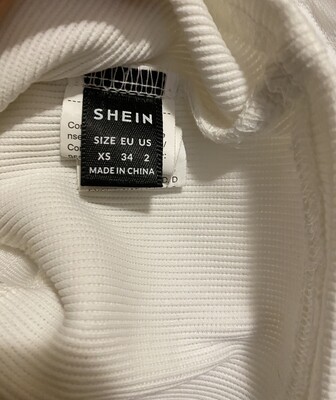 SHEIN
SIZE EU US
XS 34 2
MADE IN CHINA